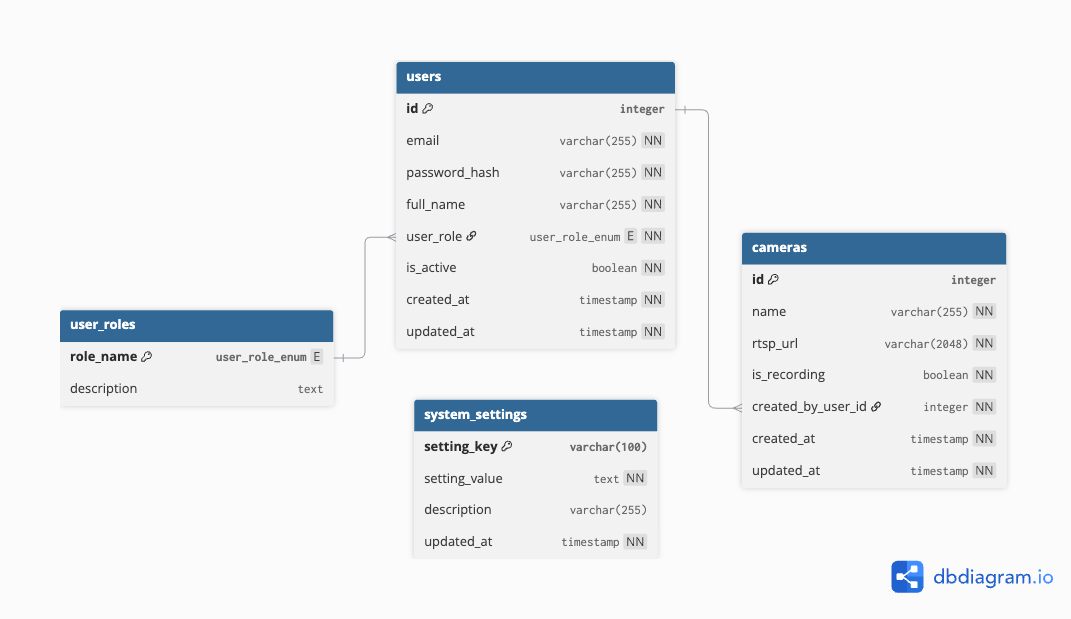 users
id integer
email varchar(255) NN
password_hash varchar(255) NN
full_name varchar(255) NN
user_role user_role_enum E NN
is_active boolean NN
created_at timestamp NN
updated_at timestamp NN
user_roles
role_name user_role_enum E
description text
system_settings
setting_key varchar(100)
setting_value text NN
description varchar(255)
updated_at timestamp NN
cameras
id integer
name varchar(255) NN
rtsp_url varchar(2048) NN
is_recording boolean NN
created_by_user_id integer NN
created_at timestamp NN
updated_at timestamp NN
dbdiagram.io